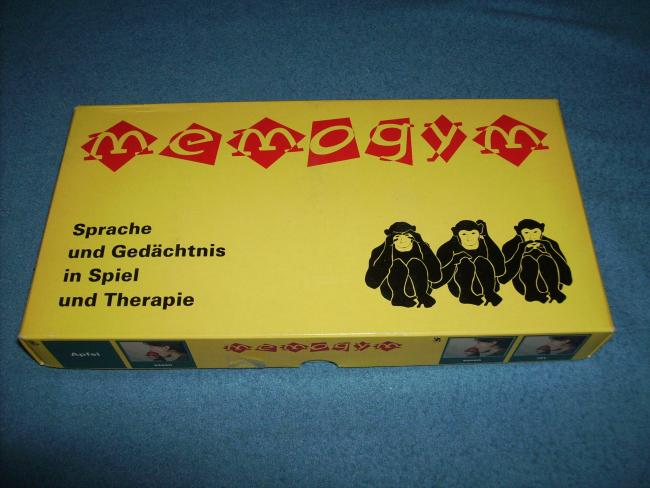 memogym
Sprache
und Gedächtnis
in Spiel
und Therapie
Apfel
memogym